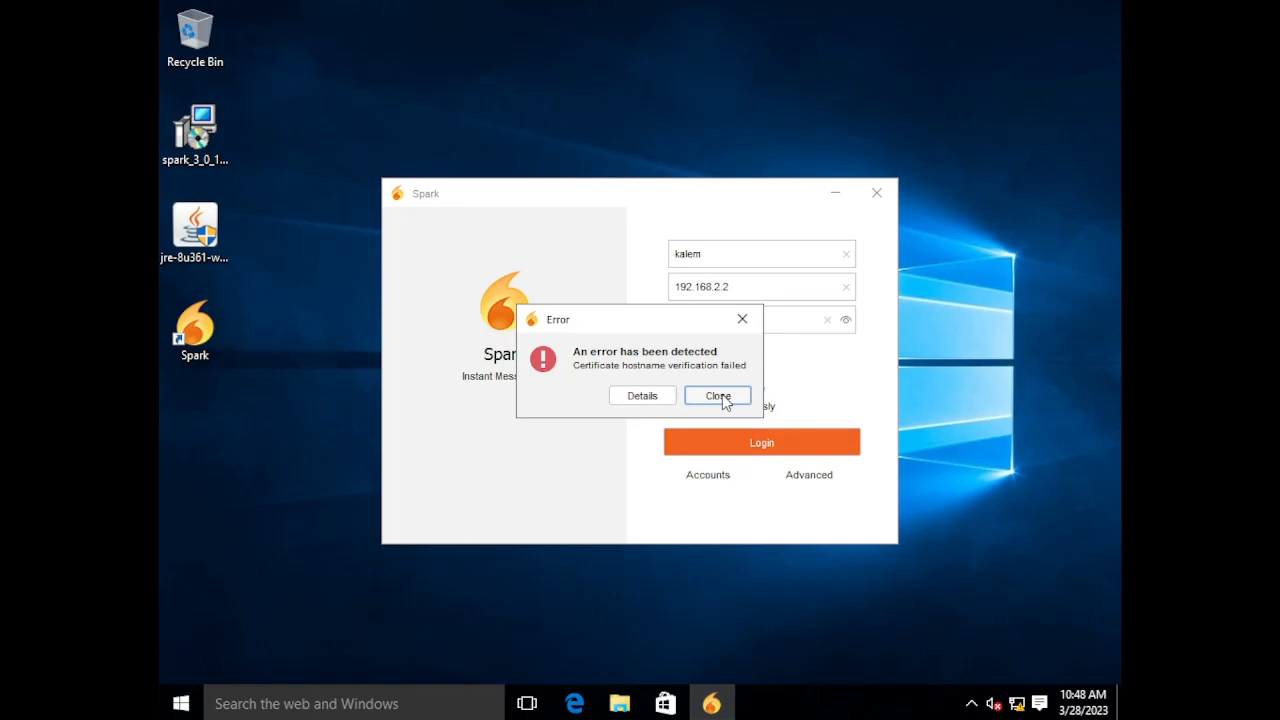 Recycle Bin
spark_3_0_1...
jre-8u361-w...
Spark
Spark
kalem
192.168.2.2
Error
An error has been detected
Certificate hostname verification failed
Details
Instant
Login
Accounts
Advanced
Search the web and Windows
10:48 AM
3/28/2023